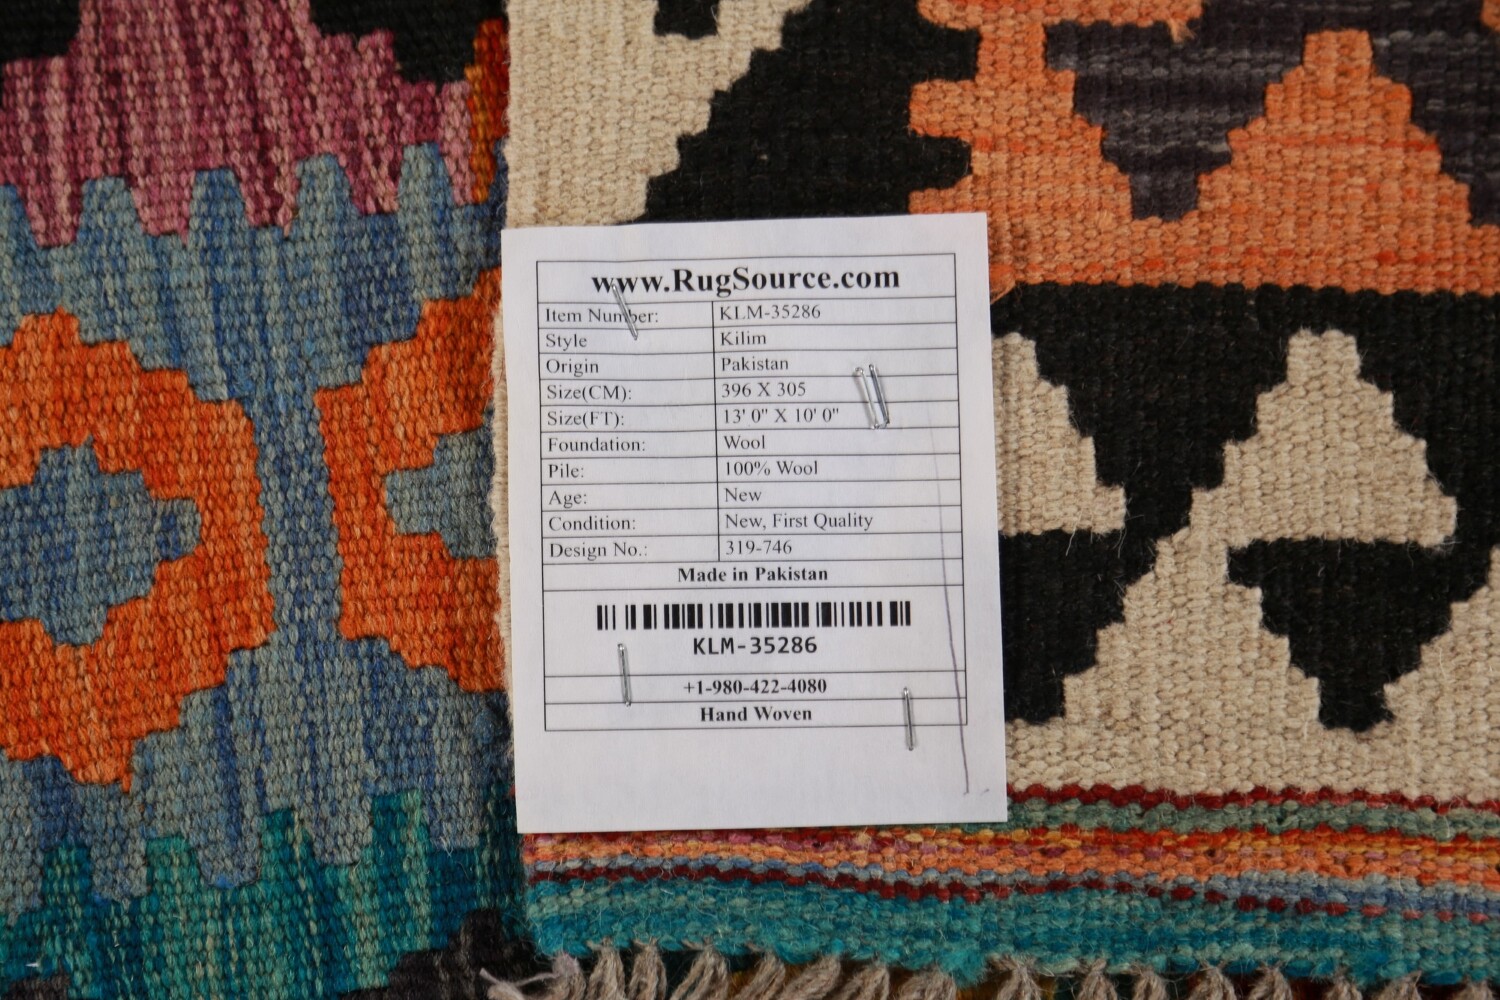 www.RugSource.com
Item Number: KLM-35286
Style Kilim
Origin Pakistan
Size(CM): 396 X 305
Size(FT): 13' 0" X 10' 0"
Foundation: Wool
Pile: 100% Wool
Age: New
Condition: New, First Quality
Design No.: 319-746
Made in Pakistan
KLM-35286
+1-980-422-4080
Hand Woven